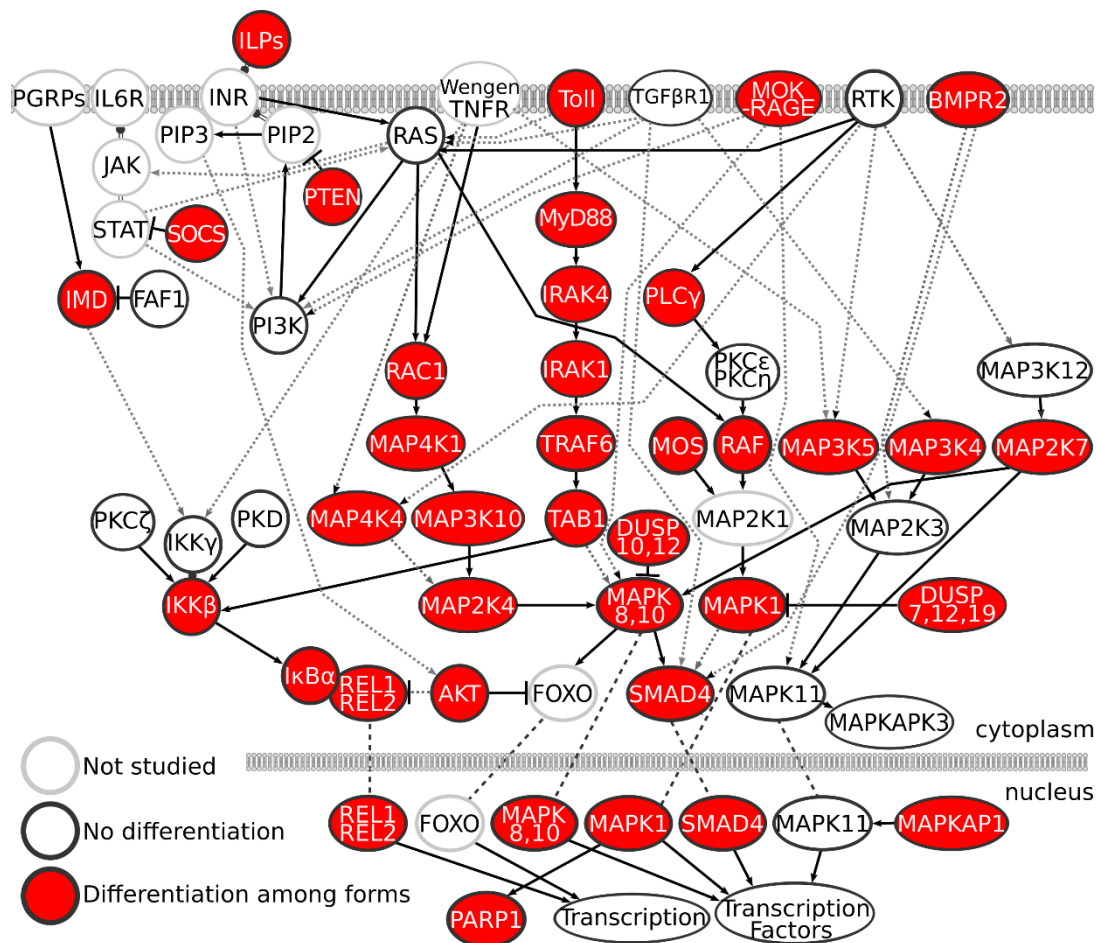 ILPs
PGRPs
IL6R
INR
Wengen
TNFR
Toll
TGFβR1
MOK
-RAGE
RTK
BMPR2
PIP3
PIP2
RAS
JAK
PTEN
STAT
SOCS
MyD88
IMD
FAF1
PI3K
IRAK4
PLCγ
RAC1
IRAK1
PKCε
PKCη
MAP3K12
MAP4K1
TRAF6
MOS
RAF
MAP3K5
MAP3K4
MAP2K7
PKCζ
IKKγ
PKD
MAP4K4
MAP3K10
TAB1
DUSP
10,12
MAP2K1
MAP2K3
IKKβ
MAP2K4
MAPK
8,10
MAPK1
DUSP
7,12,19
IκBα
REL1
REL2
AKT
FOXO
SMAD4
MAPK11
MAPKAPK3
cytoplasm
Not studied
nucleus
No differentiation
REL1
REL2
FOXO
MAPK
8,10
MAPK1
SMAD4
MAPK11
MAPKAP1
Differentiation among forms
PARP1
Transcription
Transcription
Factors